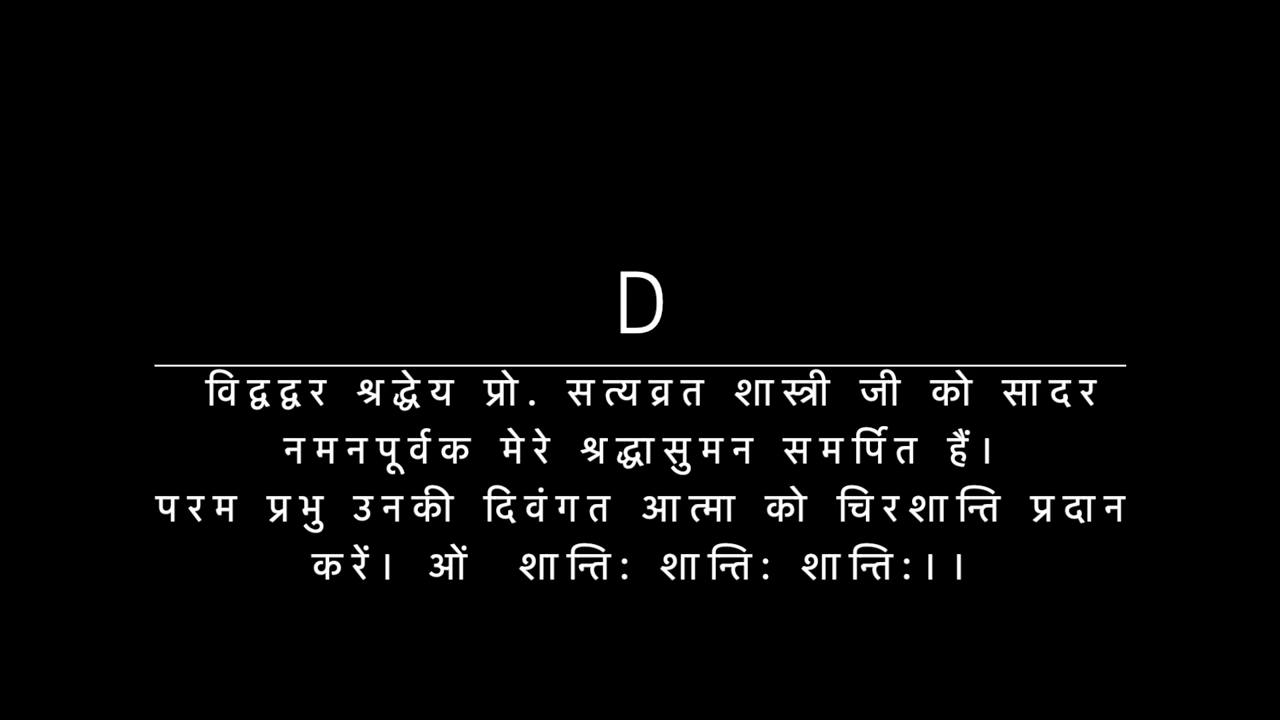 D
विद्वद्वर श्रद्धेय प्रो. सत्यव्रत शास्त्री जी को सादर
नमनपूर्वक मेरे श्रद्धासुमन समर्पित हैं।
परम प्रभु उनकी दिवंगत आत्मा को चिरशान्ति प्रदान
करें। ओं शान्ति: शान्ति: शान्ति:।।